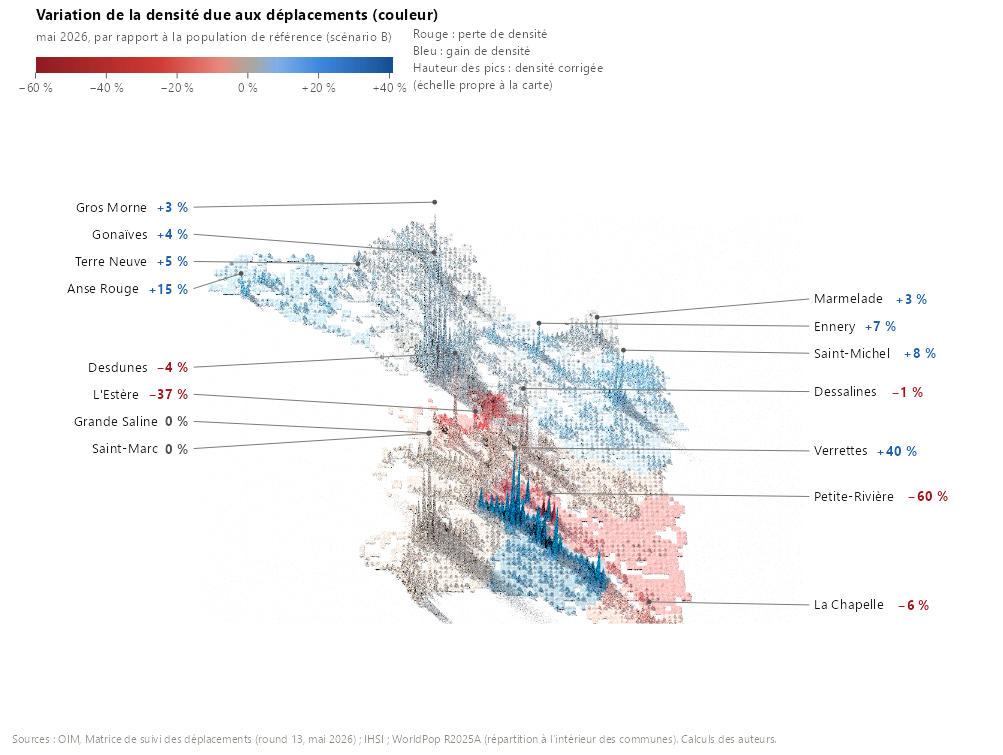 Variation de la densité due aux déplacements (couleur)
mai 2026, par rapport à la population de référence (scénario B)
Rouge : perte de densité
Bleu : gain de densité
Hauteur des pics : densité corrigée
(échelle propre à la carte)
−60 % −40 % −20 % 0 % +20 % +40 %
Gros Morne +3 %
Gonaïves +4 %
Terre Neuve +5 %
Anse Rouge +15 %
Desdunes −4 %
L'Estère −37 %
Grande Saline 0 %
Saint-Marc 0 %
Marmelade +3 %
Ennery +7 %
Saint-Michel +8 %
Dessalines −1 %
Verrettes +40 %
Petite-Rivière −60 %
La Chapelle −6 %
Sources : OIM, Matrice de suivi des déplacements (round 13, mai 2026) ; IHSI ; WorldPop R2025A (répartition à l'intérieur des communes). Calculs des auteurs.